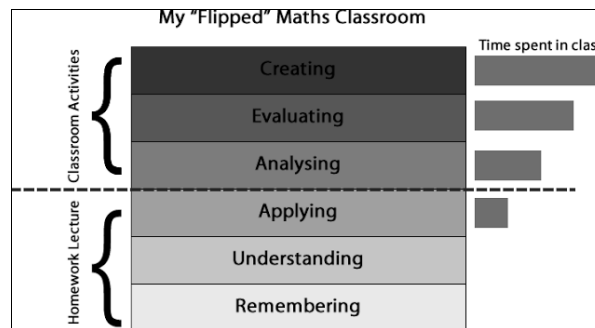 My “Flipped” Maths Classroom
Time spent in clas
Classroom Activities
Creating
Evaluating
Analysing
Homework Lecture
Applying
Understanding
Remembering